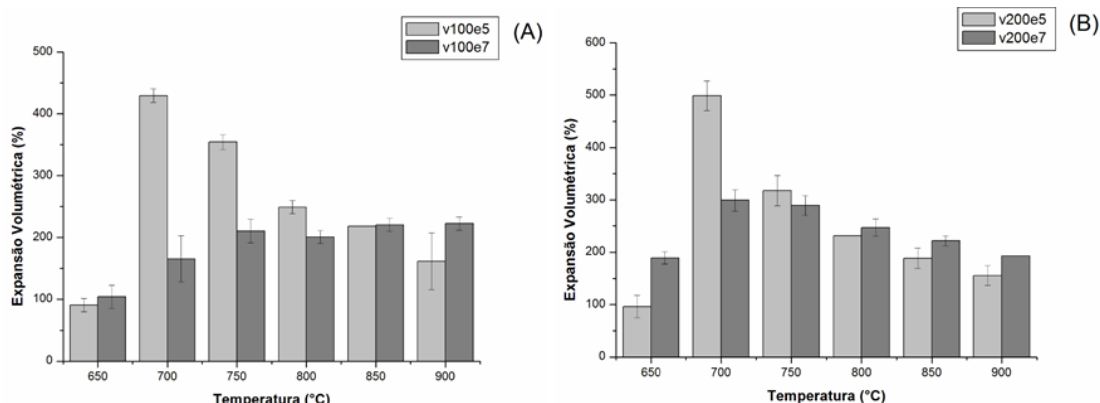 v100e5
v100e7
(A)
500
400
300
200
100
0
Expansão Volumétrica (%)
650 700 750 800 850 900
Temperatura (°C)
v200e5
v200e7
(B)
600
500
400
300
200
100
0
Expansão Volumétrica (%)
650 700 750 800 850 900
Temperatura (°C)